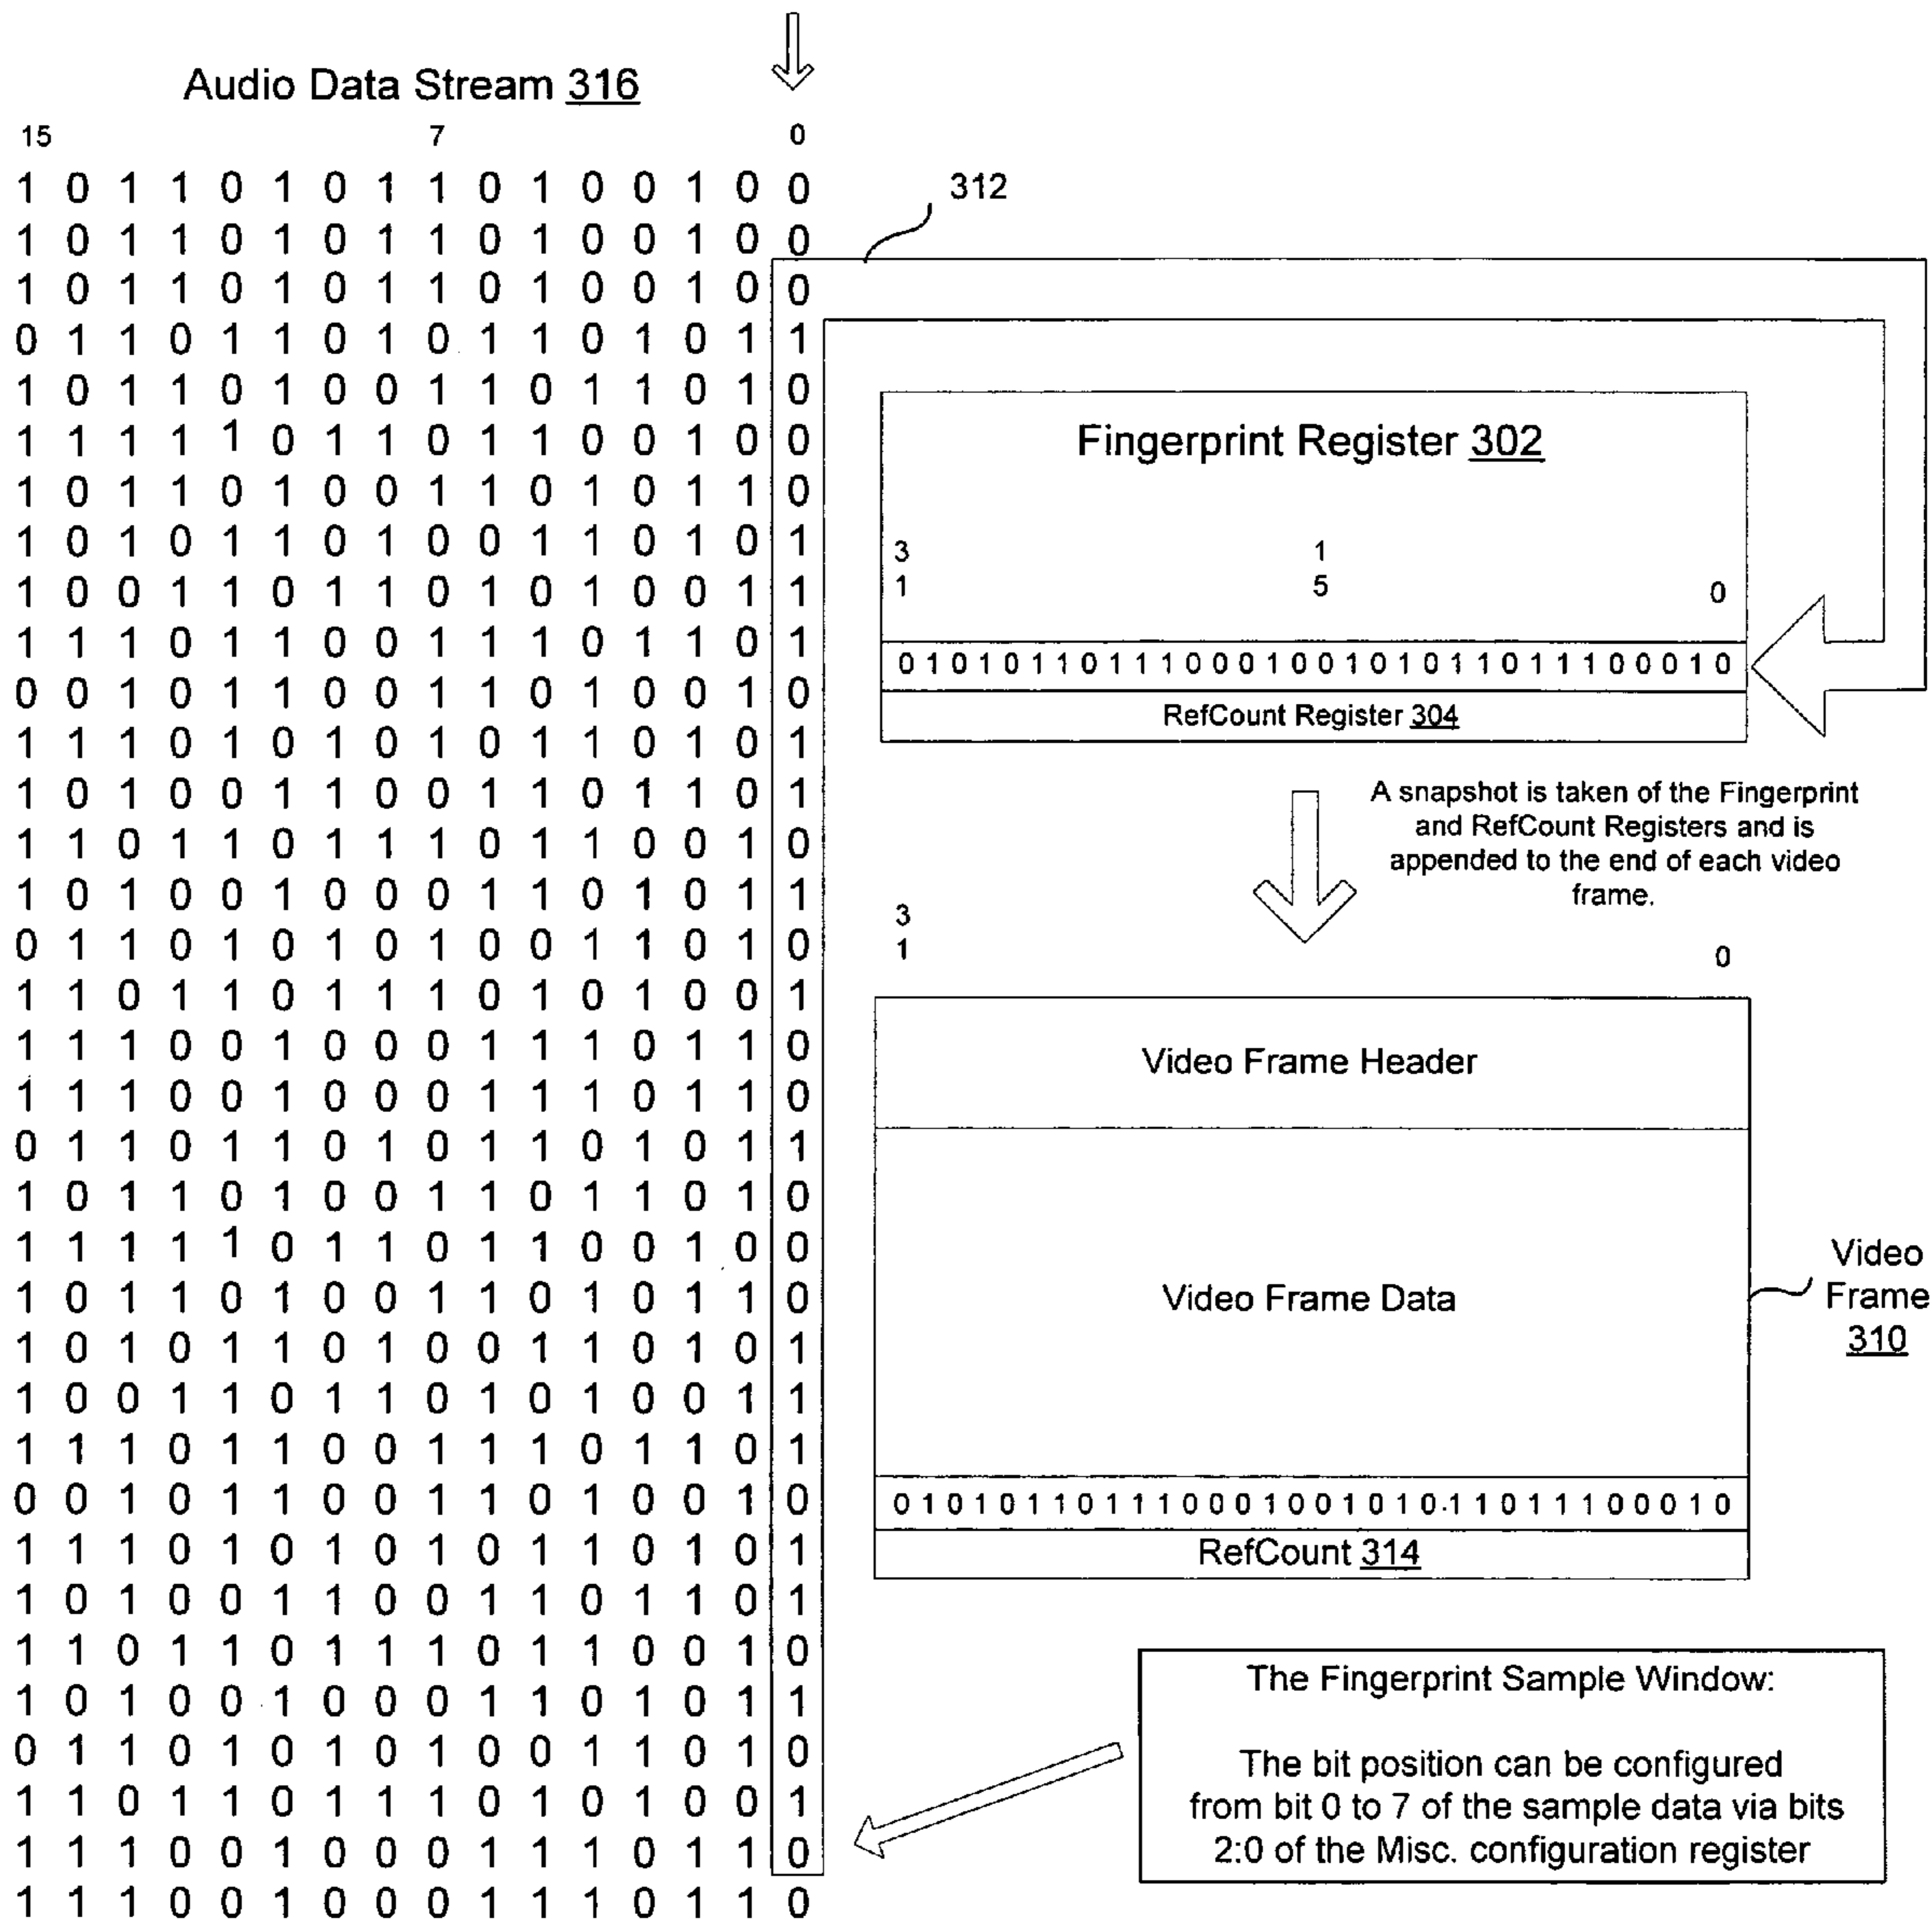 Audio Data Stream 316
15 7 0
1 0 1 1 0 1 0 1 1 0 1 0 0 1 0 0
1 0 1 1 0 1 0 1 1 0 1 0 0 1 0 0
1 0 1 1 0 1 0 1 1 0 1 0 0 1 0 0
0 1 1 0 1 1 0 1 0 1 1 0 1 0 1 1
1 0 1 1 0 1 0 0 1 1 0 1 1 0 1 0
1 1 1 1 1 0 1 1 0 1 1 0 0 1 0 0
1 0 1 1 0 1 0 0 1 1 0 1 0 1 1 0
1 0 1 0 1 1 0 1 0 0 1 1 0 1 0 1
1 0 0 1 1 0 1 1 0 1 0 1 0 0 1 1
1 1 1 0 1 1 0 0 1 1 1 0 1 1 0 1
0 0 1 0 1 1 0 0 1 1 0 1 0 0 1 0
1 1 1 0 1 0 1 0 1 0 1 1 0 1 0 1
1 0 1 0 0 1 1 0 0 1 1 0 1 1 0 1
1 1 0 1 1 0 1 1 1 0 1 1 0 0 1 0
1 0 1 0 0 1 0 0 0 1 1 0 1 0 1 1
0 1 1 0 1 0 1 0 1 0 0 1 1 0 1 0
1 1 0 1 1 0 1 1 1 0 1 0 1 0 0 1
1 1 1 0 0 1 0 0 0 1 1 1 0 1 1 0
1 1 1 0 0 1 0 0 0 1 1 1 0 1 1 0
0 1 1 0 1 1 0 1 0 1 1 0 1 0 1 1
1 0 1 1 0 1 0 0 1 1 0 1 1 0 1 0
1 1 1 1 1 0 1 1 0 1 1 0 0 1 0 0
1 0 1 1 0 1 0 0 1 1 0 1 0 1 1 0
1 0 1 0 1 1 0 1 0 0 1 1 0 1 0 1
1 0 0 1 1 0 1 1 0 1 0 1 0 0 1 1
1 1 1 0 1 1 0 0 1 1 1 0 1 1 0 1
0 0 1 0 1 1 0 0 1 1 0 1 0 0 1 0
1 1 1 0 1 0 1 0 1 0 1 1 0 1 0 1
1 0 1 0 0 1 1 0 0 1 1 0 1 1 0 1
1 1 0 1 1 0 1 1 1 0 1 1 0 0 1 0
1 0 1 0 0 1 0 0 0 1 1 0 1 0 1 1
0 1 1 0 1 0 1 0 1 0 0 1 1 0 1 0
1 1 0 1 1 0 1 1 1 0 1 0 1 0 0 1
1 1 1 0 0 1 0 0 0 1 1 1 0 1 1 0
1 1 1 0 0 1 0 0 0 1 1 1 0 1 1 0
312
Fingerprint Register 302
3 1
1 5 0
0 1 0 1 0 1 1 0 1 1 1 0 0 0 1 0 0 1 0 1 0 1 1 0 1 1 1 0 0 0 1 0
RefCount Register 304
A snapshot is taken of the Fingerprint
and RefCount Registers and is
appended to the end of each video
frame.
3
1 0
Video Frame Header
Video Frame Data
Video
Frame
310
0 1 0 1 0 1 1 0 1 1 1 0 0 0 1 0 0 1 0 1 0 1 1 0 1 1 1 0 0 0 1 0
RefCount 314
The Fingerprint Sample Window:
The bit position can be configured
from bit 0 to 7 of the sample data via bits
2:0 of the Misc. configuration register